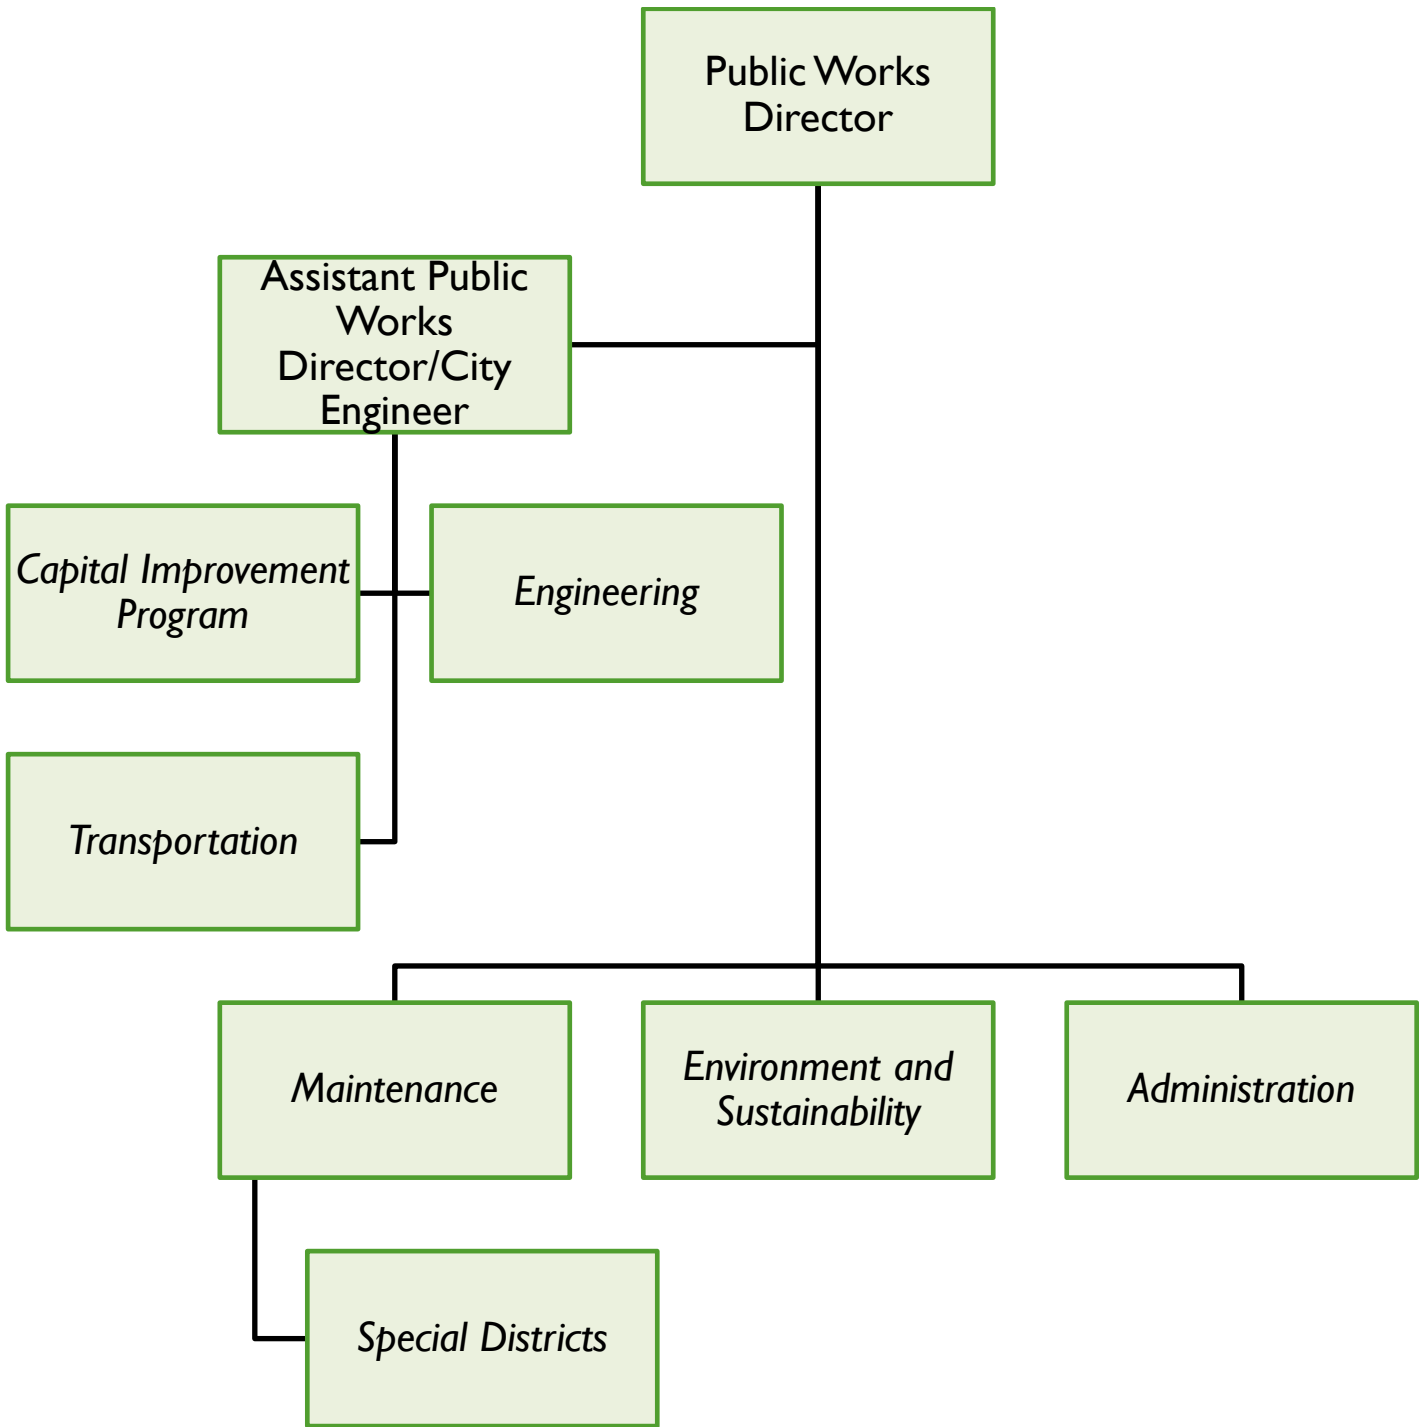 Public Works
Director
Assistant Public
Works
Director/City
Engineer
Capital Improvement
Program
Engineering
Transportation
Maintenance
Environment and
Sustainability
Administration
Special Districts